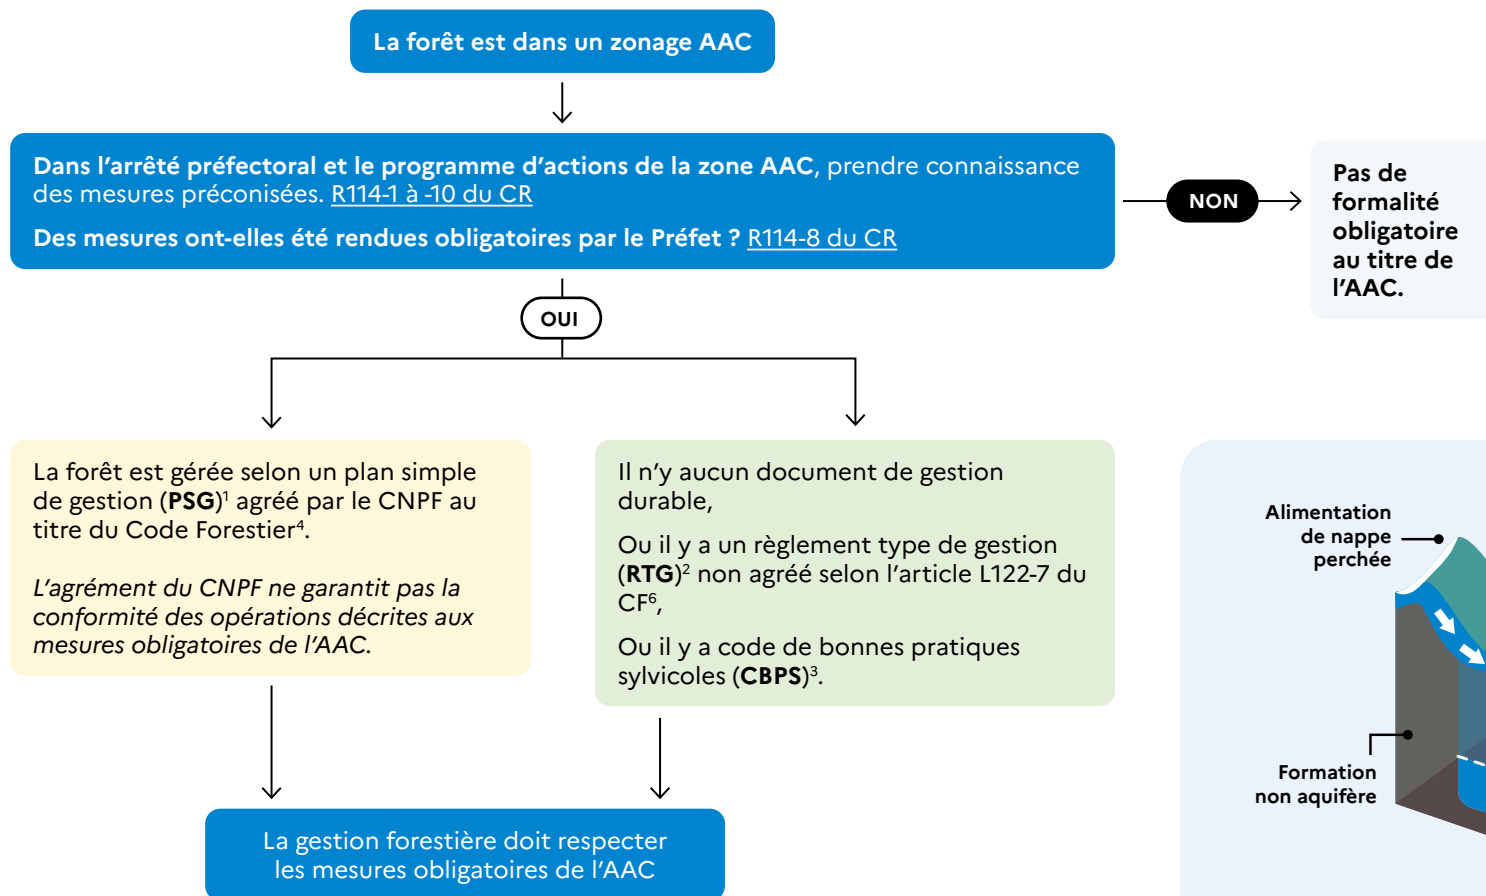 La forêt est dans un zonage AAC
Dans l'arrêté préfectoral et le programme d'actions de la zone AAC, prendre connaissance
des mesures préconisées. R114-1 à -10 du CR
Des mesures ont-elles été rendues obligatoires par le Préfet ? R114-8 du CR
NON
Pas de
formalité
obligatoire
au titre de
l'AAC.
OUI
La forêt est gérée selon un plan simple
de gestion (PSG)¹ agréé par le CNPF au
titre du Code Forestier⁴.
L'agrément du CNPF ne garantit pas la
conformité des opérations décrites aux
mesures obligatoires de l'AAC.
Il n'y aucun document de gestion
durable,
Ou il y a un règlement type de gestion
(RTG)² non agréé selon l'article L122-7 du
CF⁶,
Ou il y a code de bonnes pratiques
sylvicoles (CBPS)³.
La gestion forestière doit respecter
les mesures obligatoires de l'AAC
Alimentation
de nappe
perchée
Formation
non aquifère